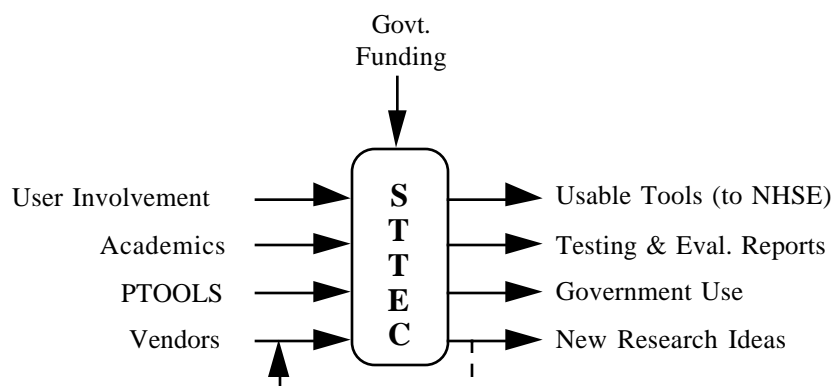 Govt.
Funding
User Involvement
Academics
PTOOLS
Vendors
S
T
T
E
C
Usable Tools (to NHSE)
Testing & Eval. Reports
Government Use
New Research Ideas